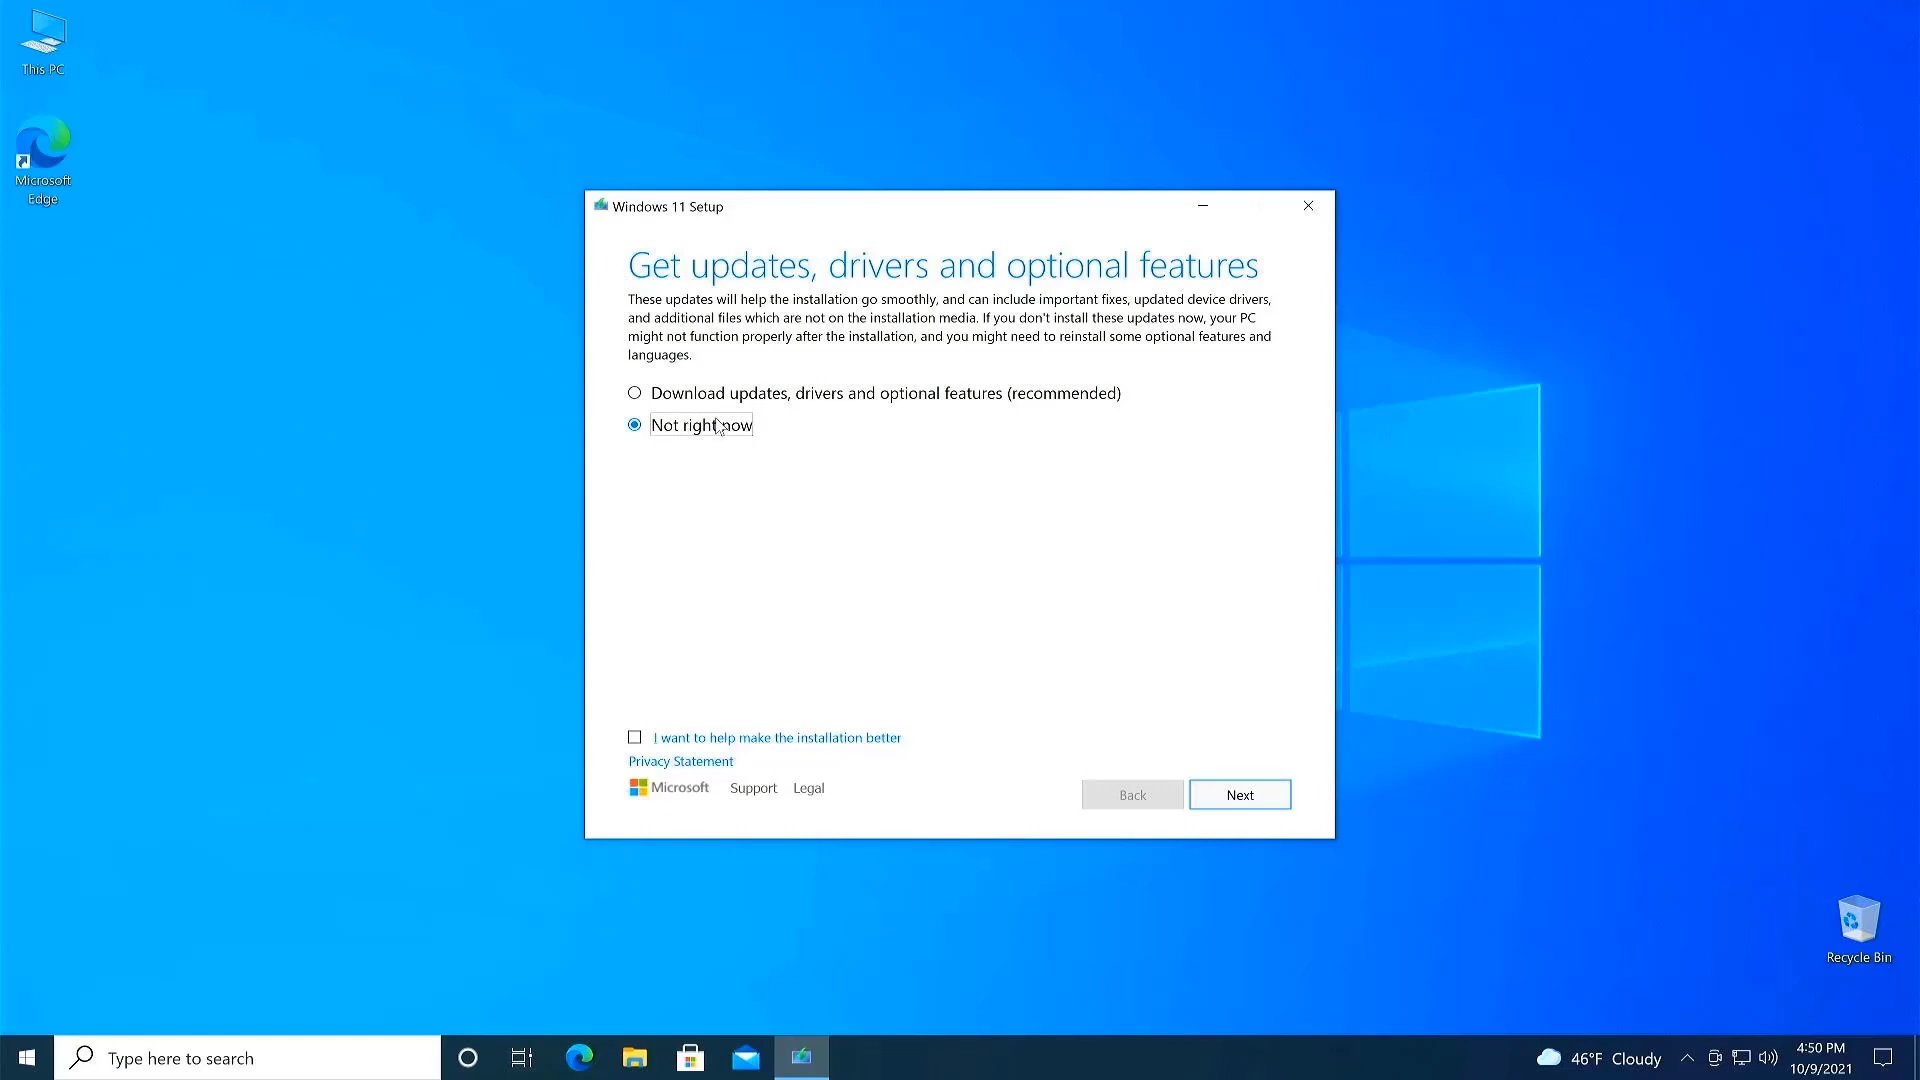 This PC
Microsoft
Edge
Windows 11 Setup
Get updates, drivers and optional features
These updates will help the installation go smoothly, and can include important fixes, updated device drivers,
and additional files which are not on the installation media. If you don't install these updates now, your PC
might not function properly after the installation, and you might need to reinstall some optional features and
languages.
Download updates, drivers and optional features (recommended)
Not right now
I want to help make the installation better
Privacy Statement
Microsoft Support Legal
Back Next
Recycle Bin
Type here to search
46°F Cloudy
4:50 PM
10/9/2021